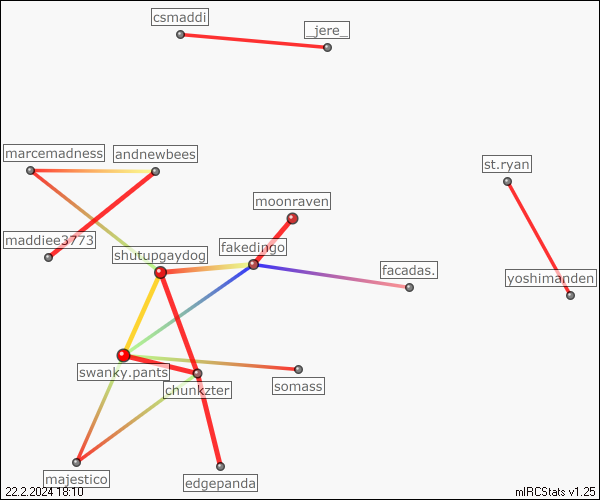 csmaddi
_jere_
marcemadness
andnewbees
st.ryan
moonraven
maddiee3773
fakedingo
shutupgaydog
facadas.
yoshimanden
swanky.pants
somass
chunkzter
majestico
edgepanda
22.2.2024 18:10
mIRCStats v1.25